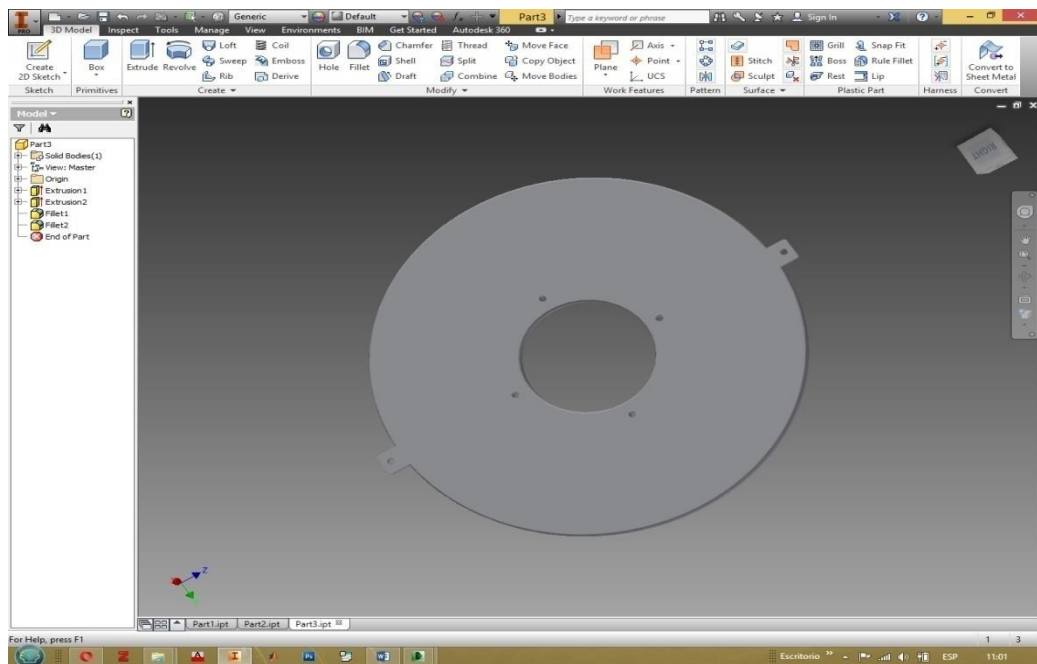 Generic Default Part3 Type a keyword or phrase Sign In
PRO 3D Model Inspect Tools Manage View Environments BIM Get Started Autodesk 360
Loft Coil Chamfer Thread Move Face Axis Grill Snap Fit
Create 2D Sketch Box Extrude Revolve Sweep Emboss Hole Fillet Shell Split Copy Object Plane Point Stitch Boss Rule Fillet Convert to Sheet Metal
Rib Derive Draft Combine Move Bodies UCS Sculpt Rest Lip
Sketch Primitives Create Modify Work Features Pattern Surface Plastic Part Harness Convert
Model
Part3
Solid Bodies(1)
View: Master
Origin
Extrusion1
Extrusion2
Fillet1
Fillet2
End of Part
RIGHT
Z
Part1.ipt Part2.ipt Part3.ipt
For Help, press F1 1 3
Escritorio ESP 11:01